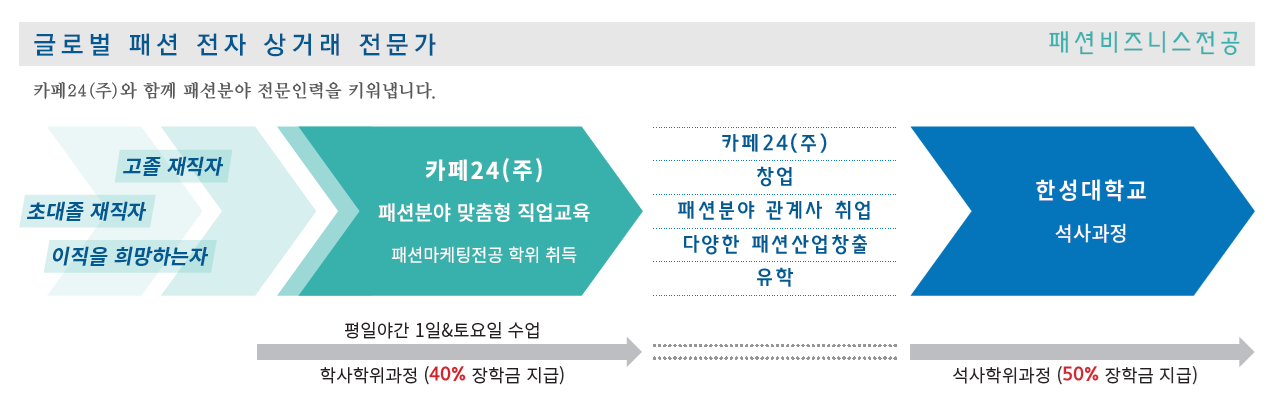 글로벌 패션 전자 상거래 전문가
패션비즈니스전공
카페24(주)와 함께 패션분야 전문인력을 키워냅니다.
고졸 재직자
초대졸 재직자
이직을 희망하는자
카페24(주)
패션분야 맞춤형 직업교육
패션마케팅전공 학위 취득
카페24(주)
창업
패션분야 관계사 취업
다양한 패션산업창출
유학
한성대학교
석사과정
평일야간 1일&토요일 수업
학사학위과정 (40% 장학금 지급)
석사학위과정 (50% 장학금 지급)